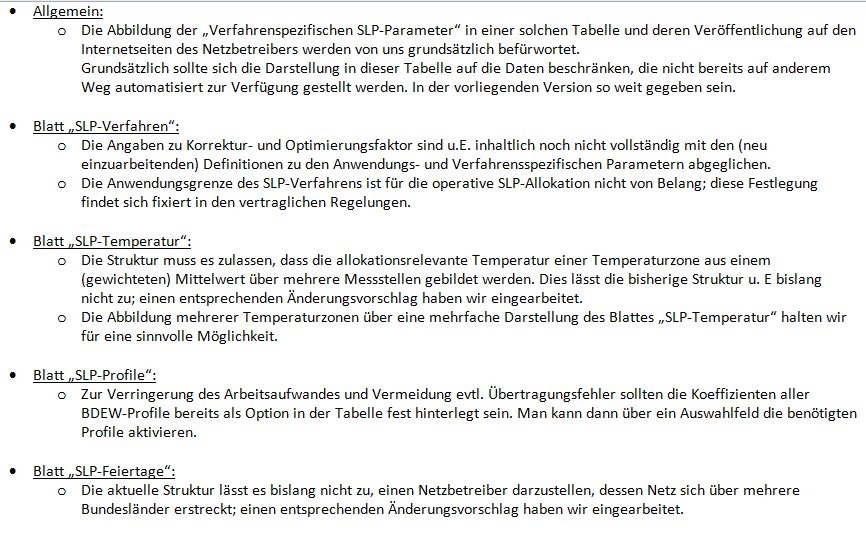 • Allgemein:
o Die Abbildung der „Verfahrenspezifischen SLP-Parameter“ in einer solchen Tabelle und deren Veröffentlichung auf den
Internetseiten des Netzbetreibers werden von uns grundsätzlich befürwortet.
Grundsätzlich sollte sich die Darstellung in dieser Tabelle auf die Daten beschränken, die nicht bereits auf anderem
Weg automatisiert zur Verfügung gestellt werden. In der vorliegenden Version so weit gegeben sein.
• Blatt „SLP-Verfahren“:
o Die Angaben zu Korrektur- und Optimierungsfaktor sind u.E. inhaltlich noch nicht vollständig mit den (neu
einzuarbeitenden) Definitionen zu den Anwendungs- und Verfahrensspezifischen Parametern abgeglichen.
o Die Anwendungsgrenze des SLP-Verfahrens ist für die operative SLP-Allokation nicht von Belang; diese Festlegung
findet sich fixiert in den vertraglichen Regelungen.
• Blatt „SLP-Temperatur“:
o Die Struktur muss es zulassen, dass die allokationsrelevante Temperatur einer Temperaturzone aus einem
(gewichteten) Mittelwert über mehrere Messstellen gebildet werden. Dies lässt die bisherige Struktur u. E bislang
nicht zu; einen entsprechenden Änderungsvorschlag haben wir eingearbeitet.
o Die Abbildung mehrerer Temperaturzonen über eine mehrfache Darstellung des Blattes „SLP-Temperatur“ halten wir
für eine sinnvolle Möglichkeit.
• Blatt „SLP-Profile“:
o Zur Verringerung des Arbeitsaufwandes und Vermeidung evtl. Übertragungsfehler sollten die Koeffizienten aller
BDEW-Profile bereits als Option in der Tabelle fest hinterlegt sein. Man kann dann über ein Auswahlfeld die benötigten
Profile aktivieren.
• Blatt „SLP-Feiertage“:
o Die aktuelle Struktur lässt es bislang nicht zu, einen Netzbetreiber darzustellen, dessen Netz sich über mehrere
Bundesländer erstreckt; einen entsprechenden Änderungsvorschlag haben wir eingearbeitet.